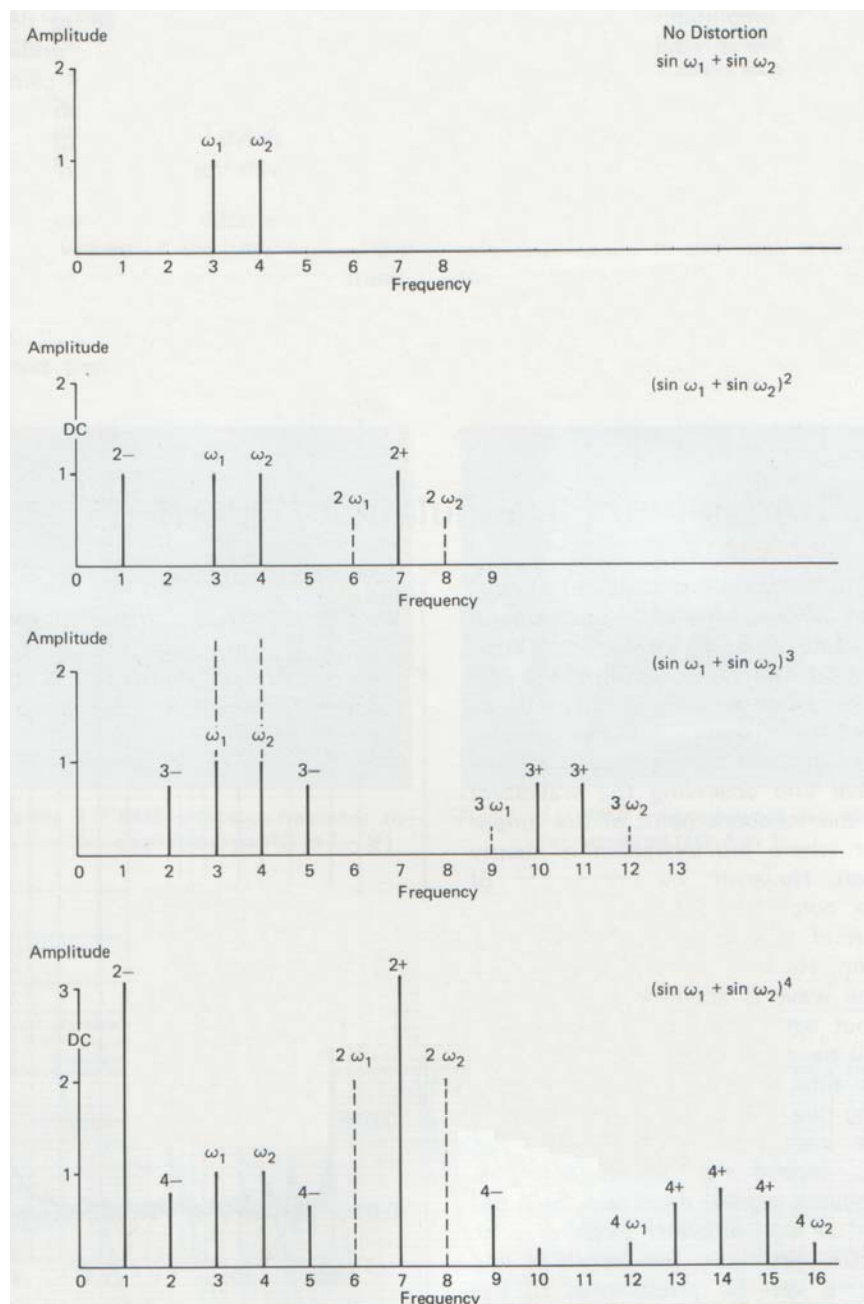 Amplitude
No Distortion
sin ω₁ + sin ω₂
2
1
ω₁ ω₂
0 1 2 3 4 5 6 7 8
Frequency
Amplitude
(sin ω₁ + sin ω₂)²
2
DC
1
2− ω₁ ω₂ 2 ω₁ 2+ 2 ω₂
0 1 2 3 4 5 6 7 8 9
Frequency
Amplitude
(sin ω₁ + sin ω₂)³
2
1
3− ω₁ ω₂ 3− 3 ω₁ 3+ 3+ 3 ω₂
0 1 2 3 4 5 6 7 8 9 10 11 12 13
Frequency
Amplitude
(sin ω₁ + sin ω₂)⁴
3
DC
2
1
2− 4− ω₁ ω₂ 4− 2 ω₁ 2+ 2 ω₂ 4− 4 ω₁ 4+ 4+ 4+ 4 ω₂
0 1 2 3 4 5 6 7 8 9 10 11 12 13 14 15 16
Frequency